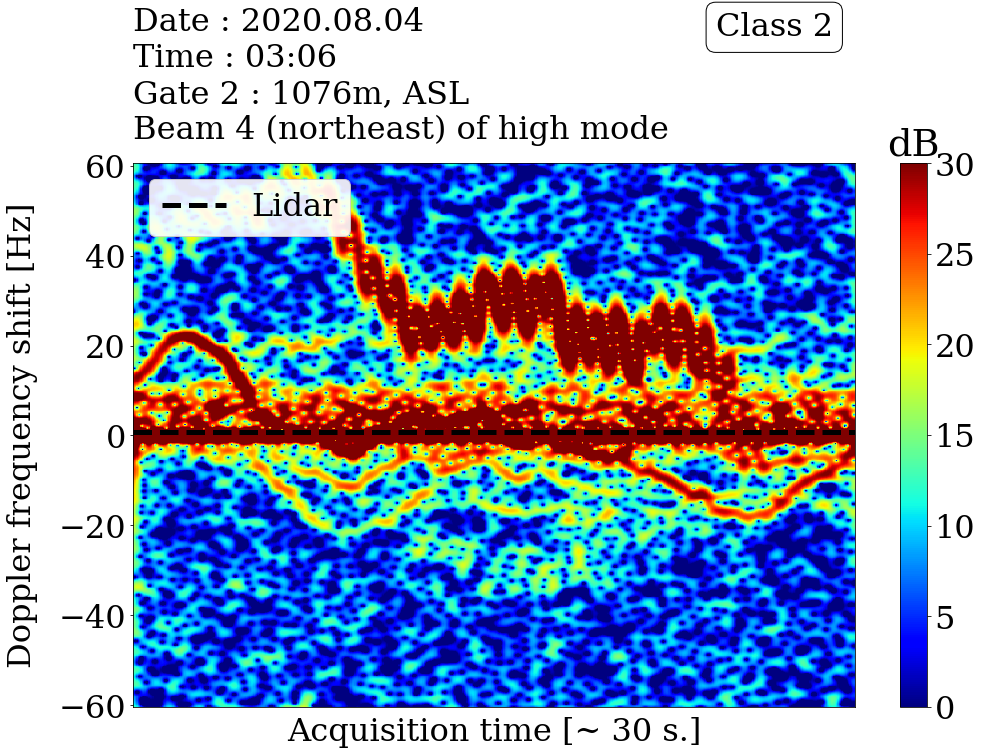 Date : 2020.08.04
Time : 03:06
Gate 2 : 1076m, ASL
Beam 4 (northeast) of high mode
Class 2
dB
Lidar
Doppler frequency shift [Hz]
60
40
20
0
−20
−40
−60
Acquisition time [~ 30 s.]
30
25
20
15
10
5
0